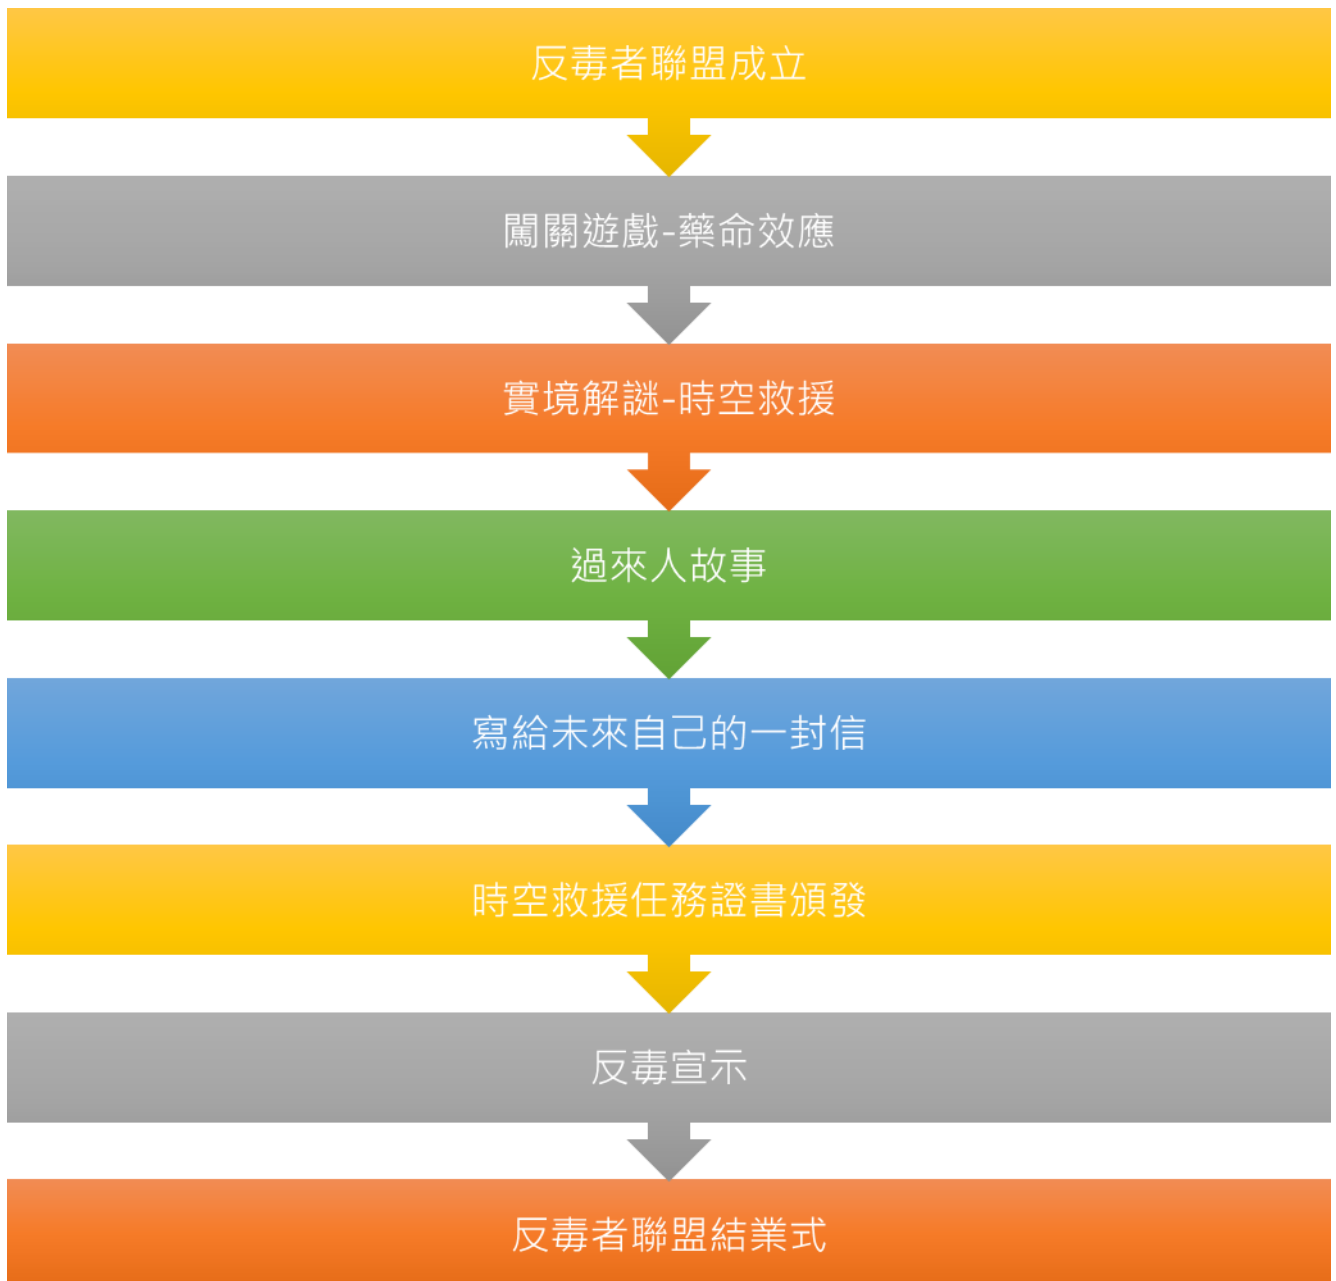 反毒者聯盟成立
闖關遊戲-藥命效應
實境解謎-時空救援
過來人故事
寫給未來自己的一封信
時空救援任務證書頒發
反毒宣示
反毒者聯盟結業式